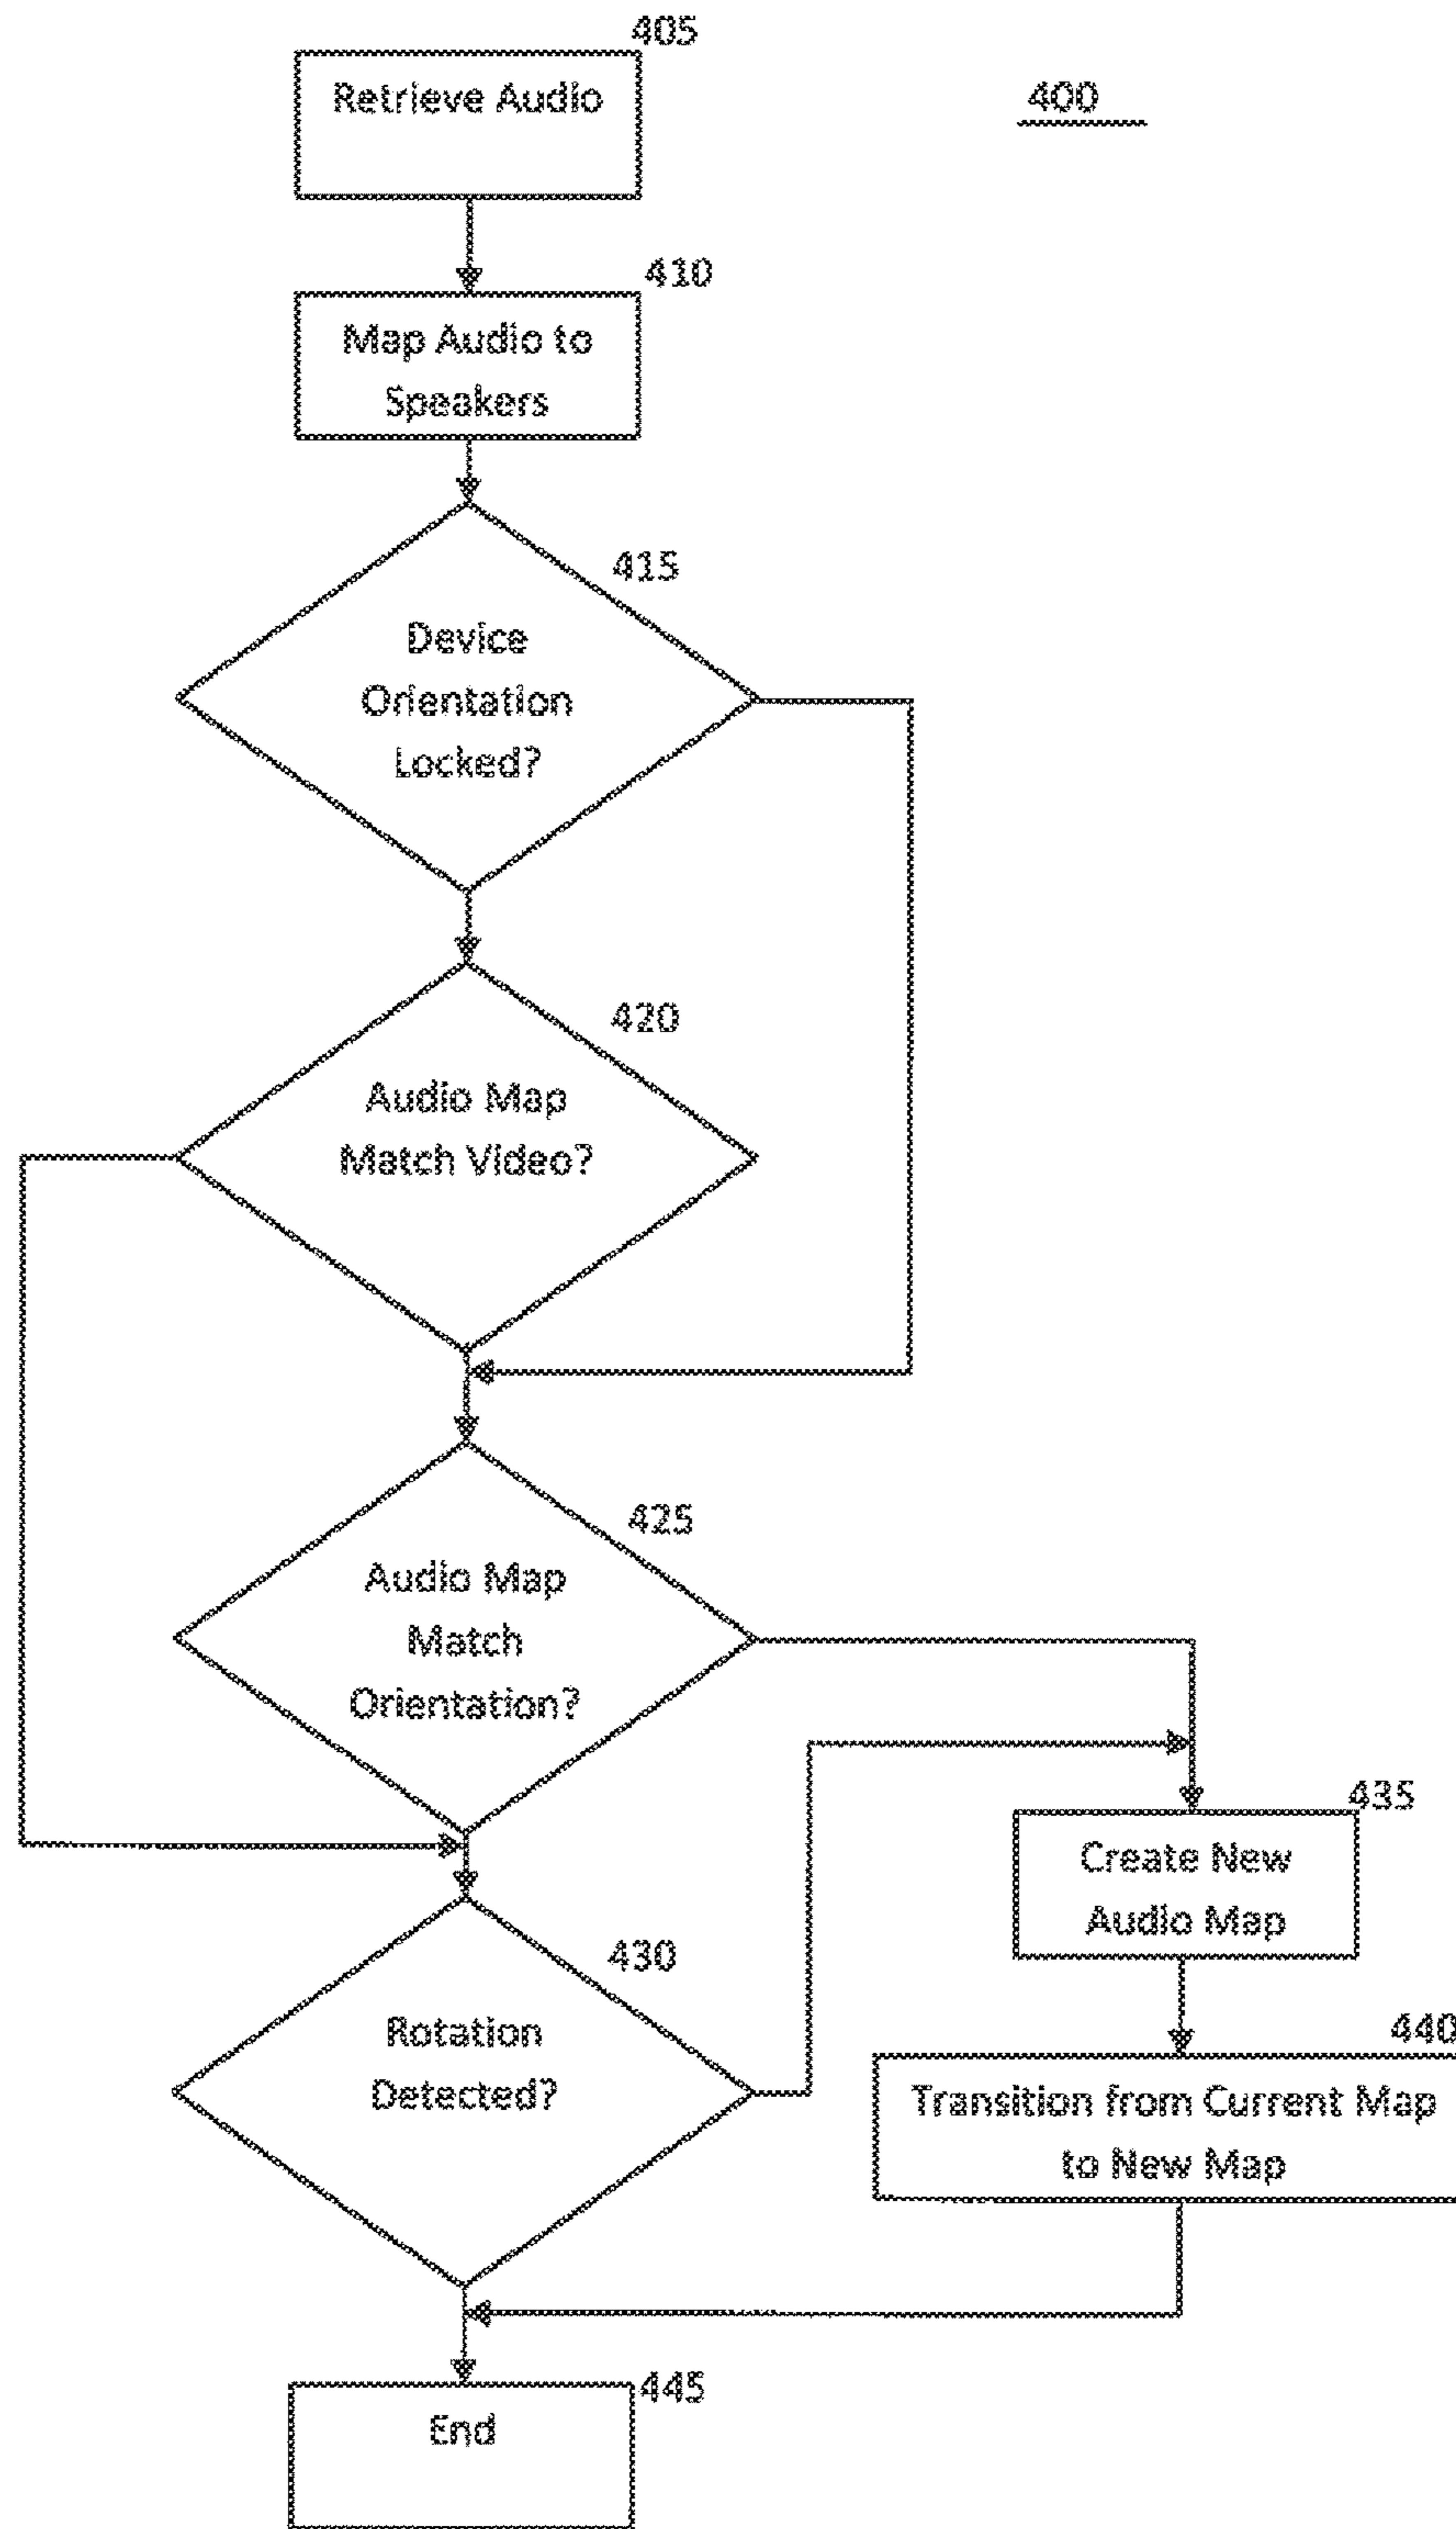 405
Retrieve Audio
400
410
Map Audio to
Speakers
415
Device
Orientation
Locked?
420
Audio Map
Match Video?
425
Audio Map
Match
Orientation?
435
Create New
Audio Map
430
Rotation
Detected?
440
Transition from Current Map
to New Map
445
End